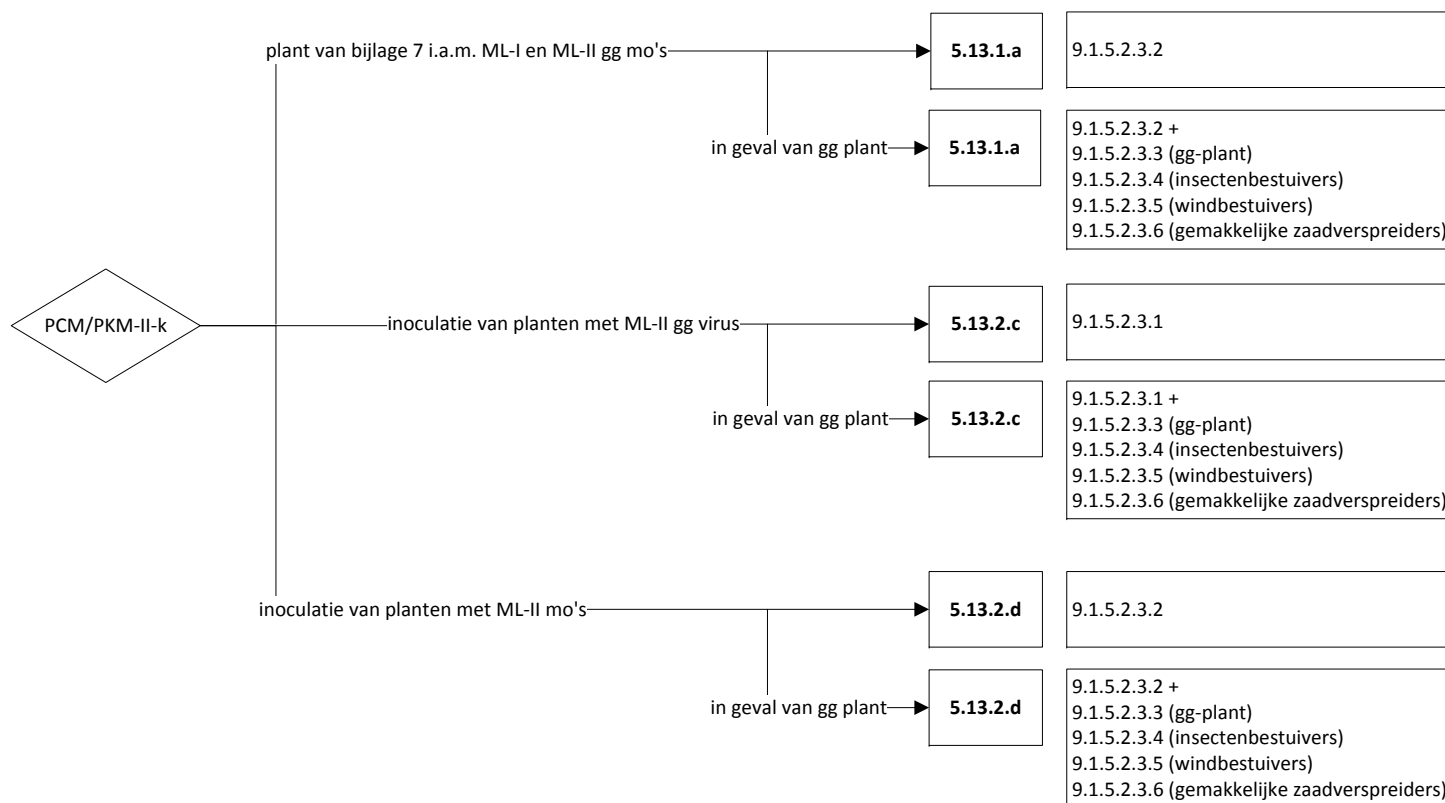 plant van bijlage 7 i.a.m. ML-I en ML-II gg mo's
5.13.1.a
9.1.5.2.3.2
in geval van gg plant
5.13.1.a
9.1.5.2.3.2 +
9.1.5.2.3.3 (gg-plant)
9.1.5.2.3.4 (insectenbestuivers)
9.1.5.2.3.5 (windbestuivers)
9.1.5.2.3.6 (gemakkelijke zaadverspreiders)
PCM/PKM-II-k
inoculatie van planten met ML-II gg virus
5.13.2.c
9.1.5.2.3.1
in geval van gg plant
5.13.2.c
9.1.5.2.3.1 +
9.1.5.2.3.3 (gg-plant)
9.1.5.2.3.4 (insectenbestuivers)
9.1.5.2.3.5 (windbestuivers)
9.1.5.2.3.6 (gemakkelijke zaadverspreiders)
inoculatie van planten met ML-II mo's
5.13.2.d
9.1.5.2.3.2
in geval van gg plant
5.13.2.d
9.1.5.2.3.2 +
9.1.5.2.3.3 (gg-plant)
9.1.5.2.3.4 (insectenbestuivers)
9.1.5.2.3.5 (windbestuivers)
9.1.5.2.3.6 (gemakkelijke zaadverspreiders)